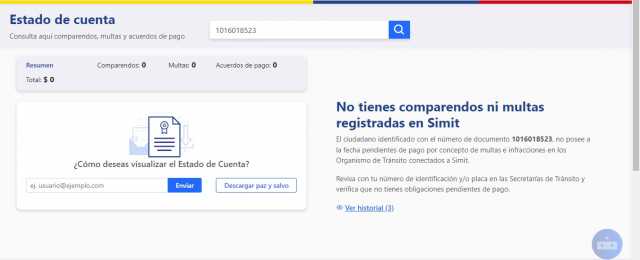 Estado de cuenta
Consulta aquí comparendos, multas y acuerdos de pago
1016018523
Resumen Comparendos: 0 Multas: 0 Acuerdos de pago: 0
Total: $ 0
¿Cómo deseas visualizar el Estado de Cuenta?
ej. usuario@ejemplo.com Enviar Descargar paz y salvo
No tienes comparendos ni multas
registradas en Simit
El ciudadano identificado con el número de documento 1016018523, no posee a
la fecha pendientes de pago por concepto de multas e infracciones en los
Organismo de Tránsito conectados a Simit.
Revisa con tu número de identificación y/o placa en las Secretarías de Tránsito y
verifica que no tienes obligaciones pendientes de pago.
Ver historial (3)